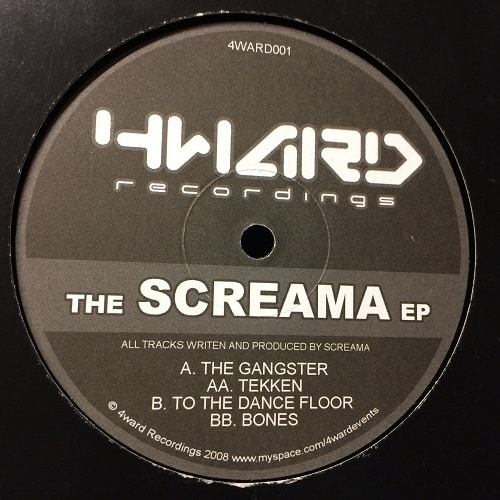 4WARD001
4WARD
recordings
THE SCREAMA EP
ALL TRACKS WRITEN AND PRODUCED BY SCREAMA
A. THE GANGSTER
AA. TEKKEN
B. TO THE DANCE FLOOR
BB. BONES
© 4ward Recordings 2008 www.myspace.com/4wardevents